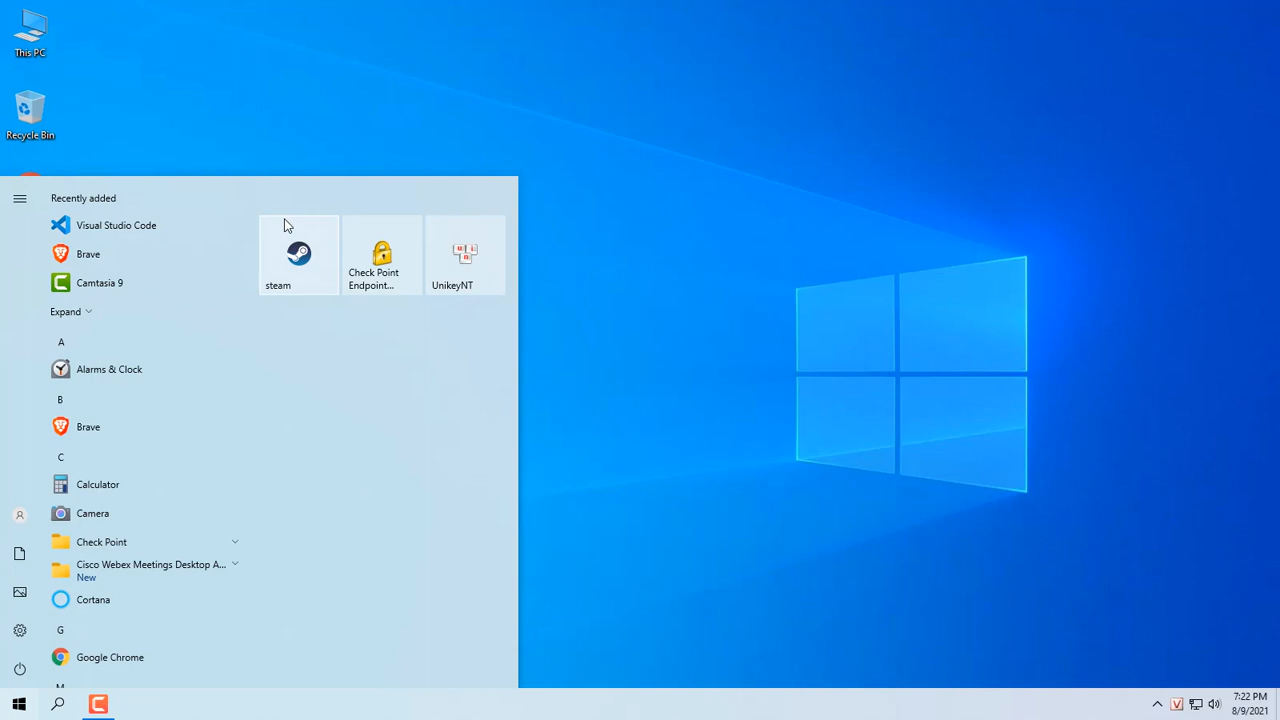 This PC
Recycle Bin
Recently added
Visual Studio Code
Brave
Camtasia 9
Expand
A
Alarms & Clock
B
Brave
C
Calculator
Camera
Check Point
Cisco Webex Meetings Desktop A...
New
Cortana
G
Google Chrome
M
steam
Check Point
Endpoint...
UnikeyNT
7:22 PM
8/9/2021